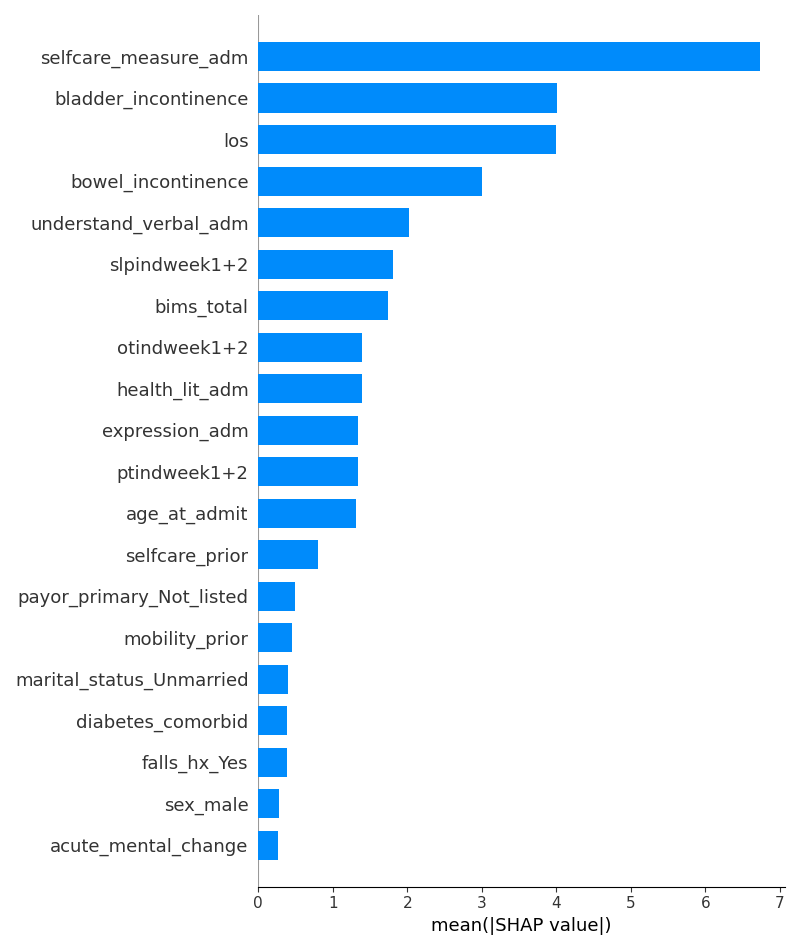 selfcare_measure_adm
bladder_incontinence
los
bowel_incontinence
understand_verbal_adm
slpindweek1+2
bims_total
otindweek1+2
health_lit_adm
expression_adm
ptindweek1+2
age_at_admit
selfcare_prior
payor_primary_Not_listed
mobility_prior
marital_status_Unmarried
diabetes_comorbid
falls_hx_Yes
sex_male
acute_mental_change
0 1 2 3 4 5 6 7
mean(|SHAP value|)